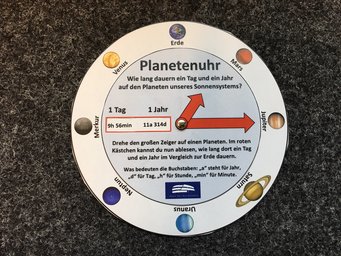 Erde
Venus
Mars
Planetenuhr
Wie lang dauern ein Tag und ein Jahr
auf den Planeten unseres Sonnensystems?
1 Tag
1 Jahr
9h 56min
11a 314d
Merkur
Jupiter
Drehe den großen Zeiger auf einen Planeten. Im roten
Kästchen kannst du nun ablesen, wie lang dort ein Tag
und ein Jahr im Vergleich zur Erde dauern.
Was bedeuten die Buchstaben: „a" steht für Jahr,
„d" für Tag, „h" für Stunde, „min" für Minute.
Neptun
Saturn
Uranus